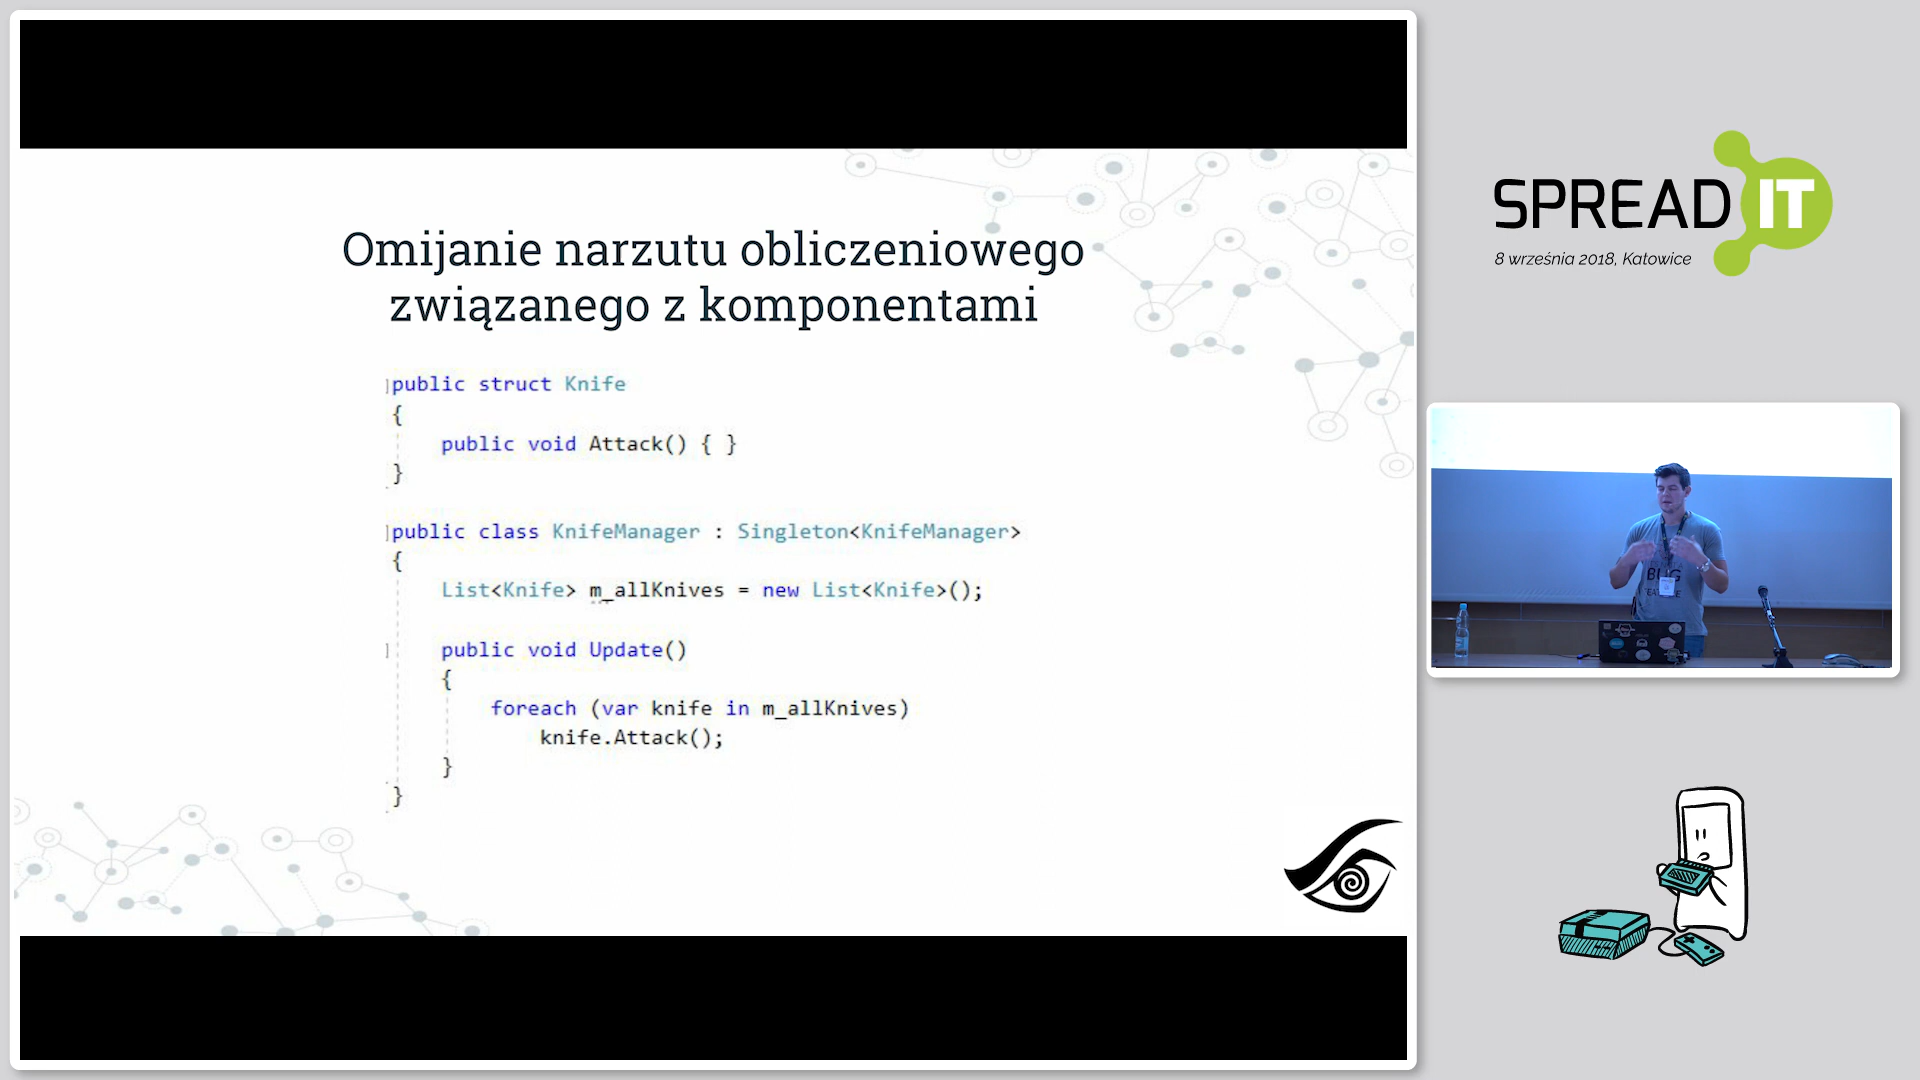 Omijanie narzutu obliczeniowego
związanego z komponentami
public struct Knife
{
public void Attack() { }
}
public class KnifeManager : Singleton<KnifeManager>
{
List<Knife> m_allKnives = new List<Knife>();
public void Update()
{
foreach (var knife in m_allKnives)
knife.Attack();
}
}
SPREAD IT
8 września 2018, Katowice
BUG
FEATURE